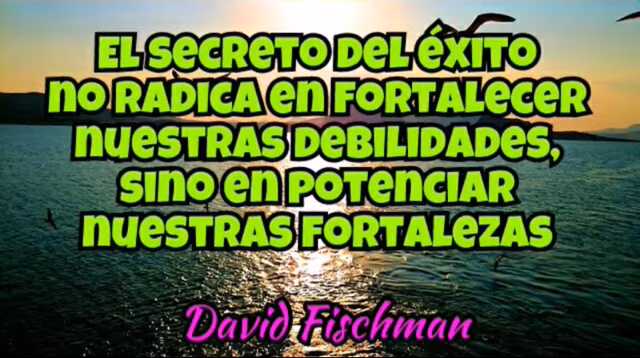 El secreto del éxito
no radica en fortalecer
nuestras debilidades,
sino en potenciar
nuestras fortalezas
David Fischman